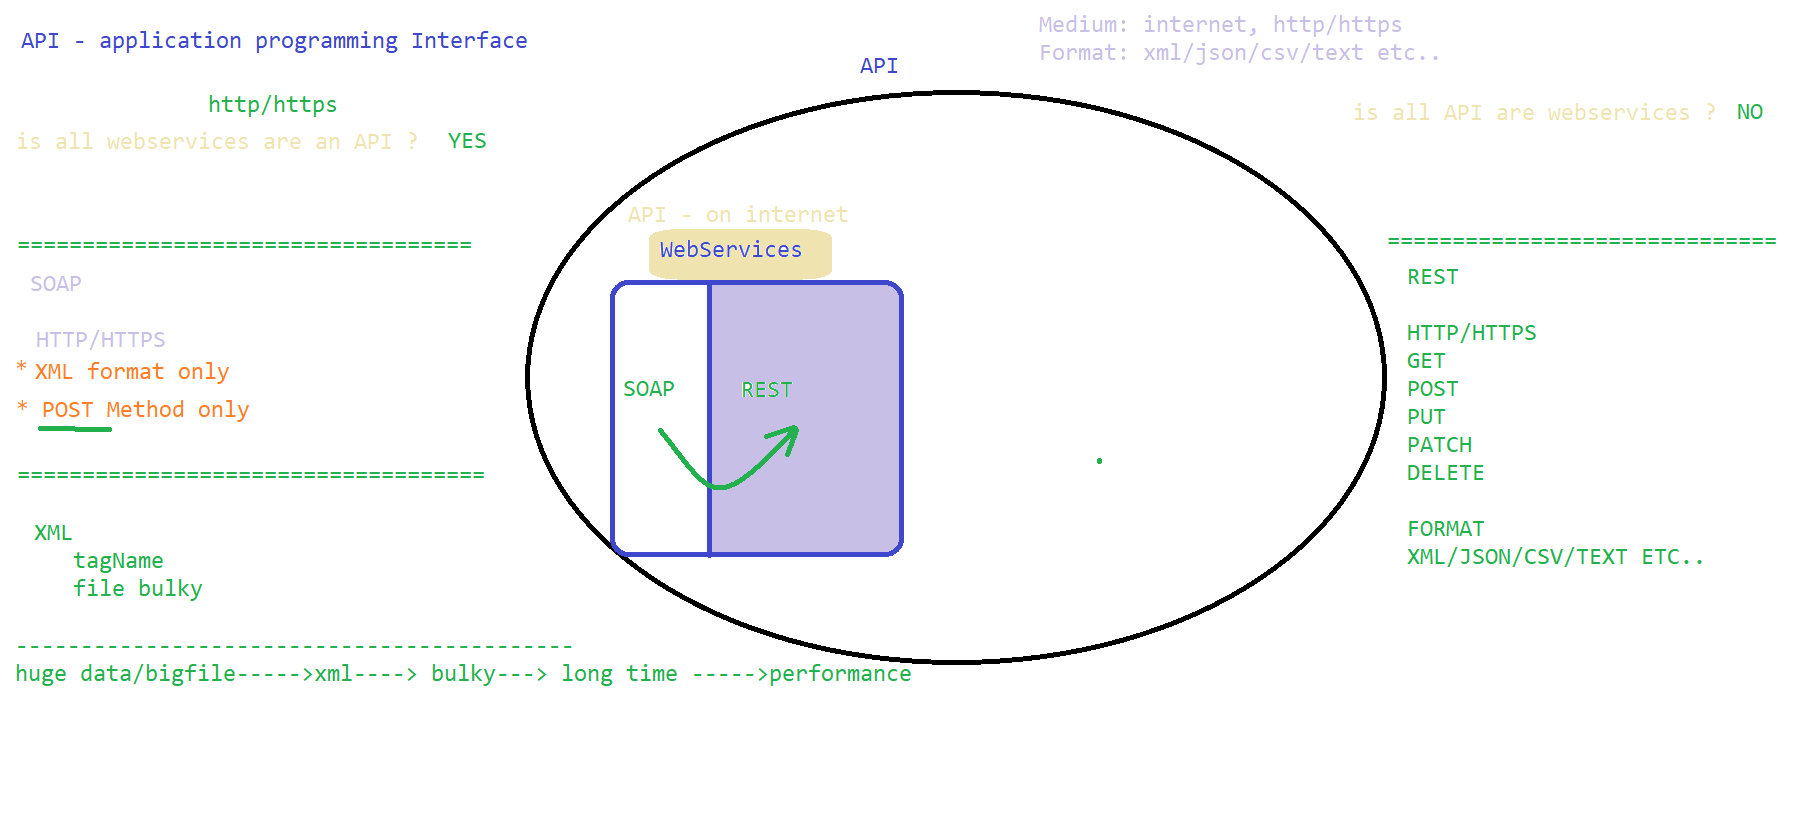 API - application programming Interface
http/https
is all webservices are an API ? YES
===================================
SOAP
HTTP/HTTPS
* XML format only
* POST Method only
====================================
XML
tagName
file bulky
-------------------------------------------
huge data/bigfile----->xml----> bulky---> long time ----->performance
API
API - on internet
WebServices
SOAP
REST
Medium: internet, http/https
Format: xml/json/csv/text etc..
is all API are webservices ? NO
==============================
REST
HTTP/HTTPS
GET
POST
PUT
PATCH
DELETE
FORMAT
XML/JSON/CSV/TEXT ETC..